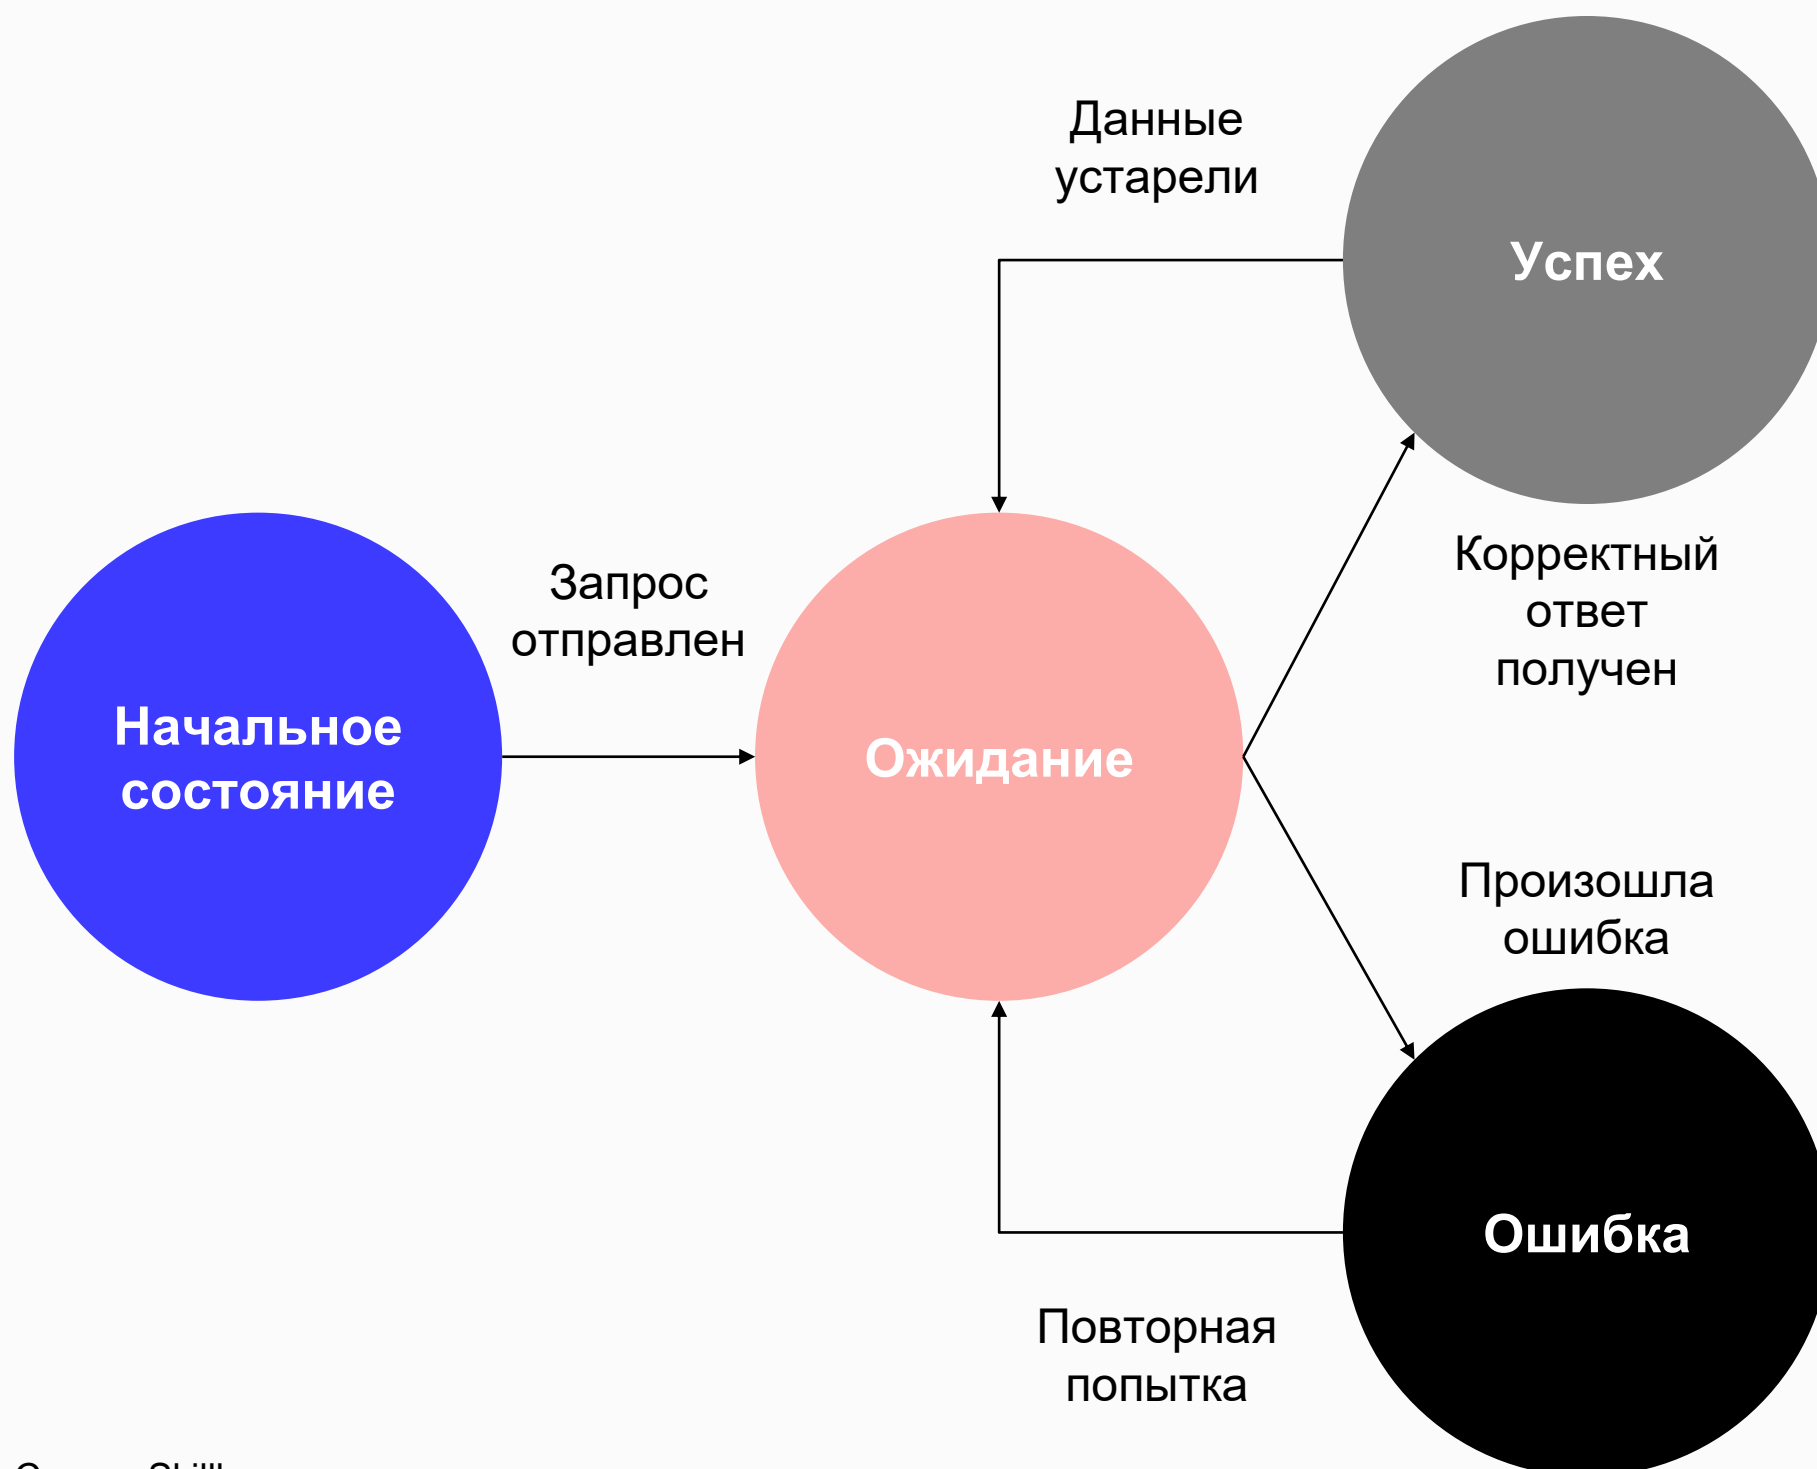 Данные
устарели
Успех
Запрос
отправлен
Корректный
ответ
получен
Начальное
состояние
Ожидание
Произошла
ошибка
Ошибка
Повторная
попытка